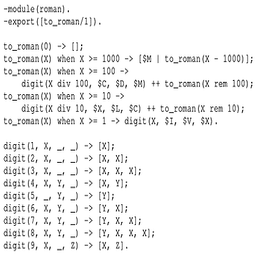 -module(roman).
-export([to_roman/1]).
to_roman(0) -> [];
to_roman(X) when X >= 1000 -> [$M | to_roman(X - 1000)];
to_roman(X) when X >= 100 ->
digit(X div 100, $C, $D, $M) ++ to_roman(X rem 100);
to_roman(X) when X >= 10 ->
digit(X div 10, $X, $L, $C) ++ to_roman(X rem 10);
to_roman(X) when X >= 1 -> digit(X, $I, $V, $X).
digit(1, X, _, _) -> [X];
digit(2, X, _, _) -> [X, X];
digit(3, X, _, _) -> [X, X, X];
digit(4, X, Y, _) -> [X, Y];
digit(5, _, Y, _) -> [Y];
digit(6, X, Y, _) -> [Y, X];
digit(7, X, Y, _) -> [Y, X, X];
digit(8, X, Y, _) -> [Y, X, X, X];
digit(9, X, _, Z) -> [X, Z].